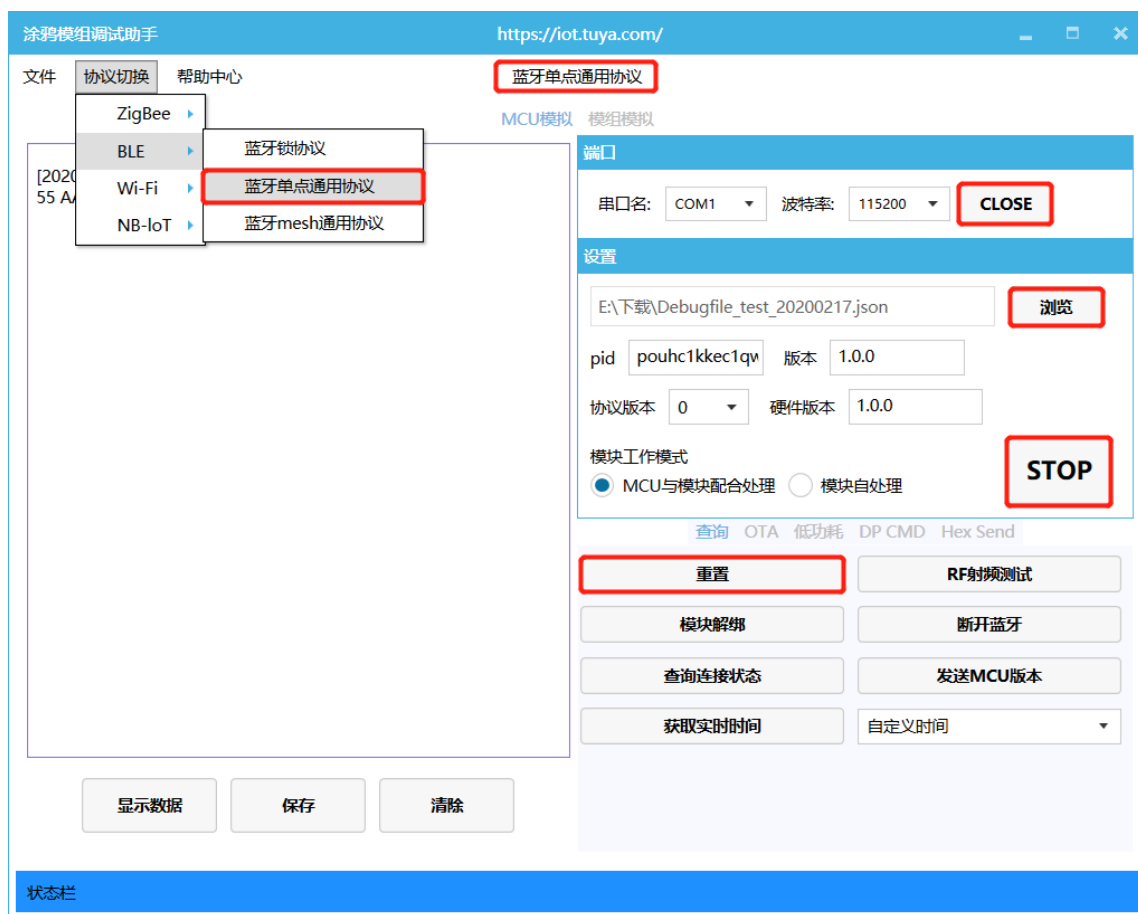 涂鸦模组调试助手 https://iot.tuya.com/
文件 协议切换 帮助中心 蓝牙单点通用协议
MCU模拟 模组模拟
ZigBee
BLE
Wi-Fi
NB-IoT
蓝牙锁协议
蓝牙单点通用协议
蓝牙mesh通用协议
[202
55 A
端口
串口名: COM1 波特率: 115200 CLOSE
设置
E:\下载\Debugfile_test_20200217.json 浏览
pid pouhc1kkec1qw 版本 1.0.0
协议版本 0 硬件版本 1.0.0
模块工作模式
MCU与模块配合处理 模块自处理
STOP
查询 OTA 低功耗 DP CMD Hex Send
重置 RF射频测试
模块解绑 断开蓝牙
查询连接状态 发送MCU版本
获取实时时间 自定义时间
显示数据 保存 清除
状态栏